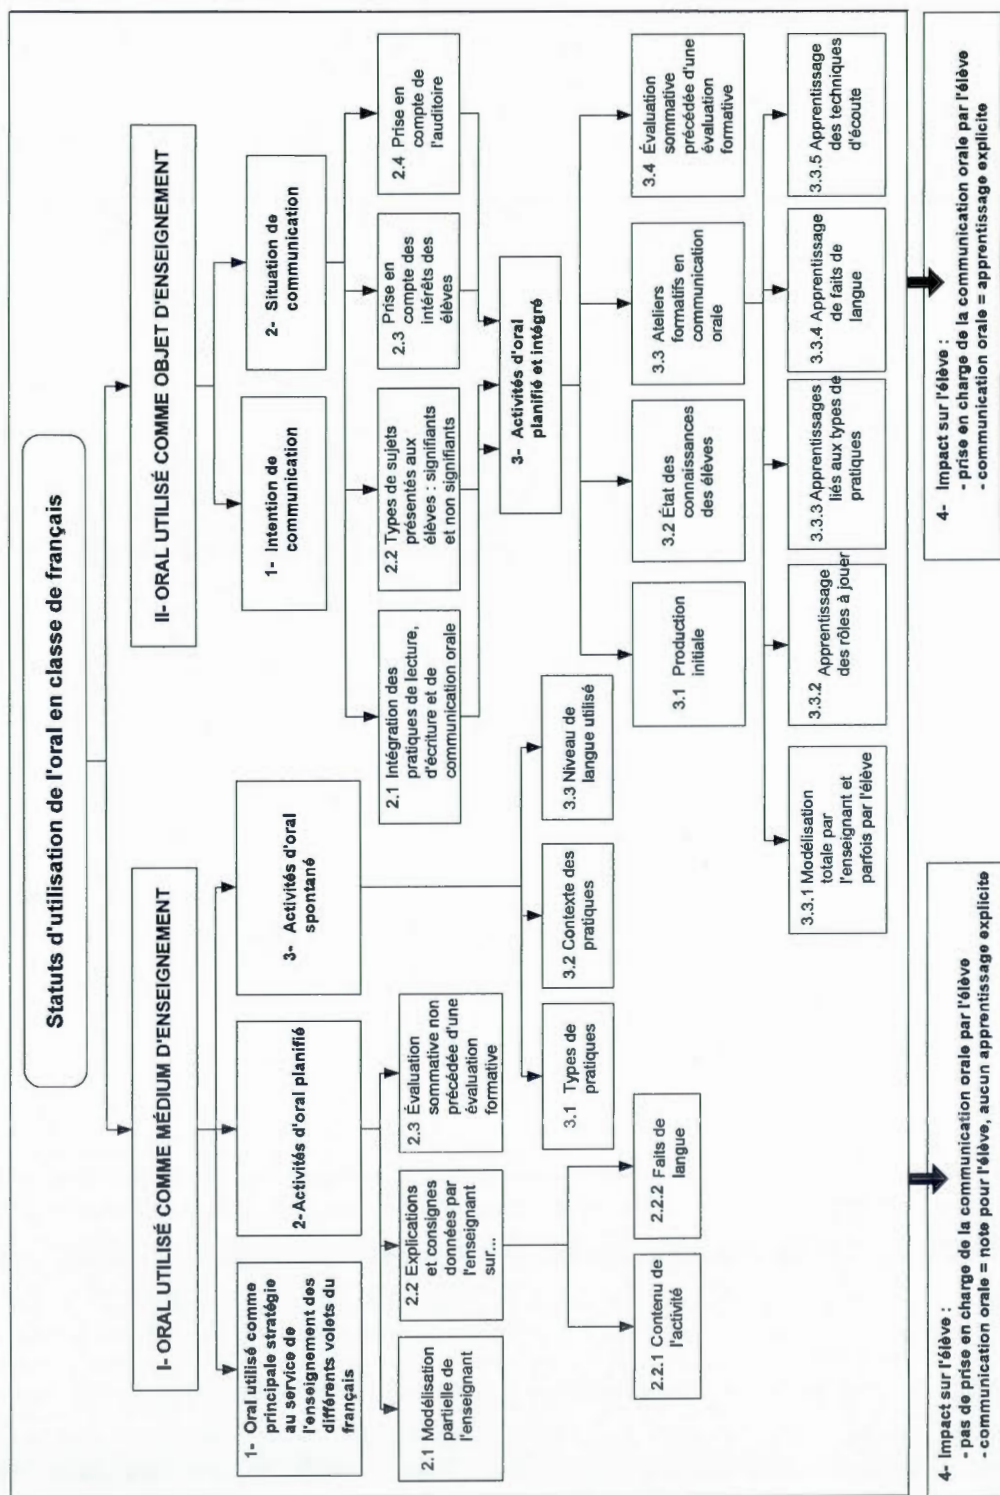 Statuts d'utilisation de l'oral en classe de français
I- ORAL UTILISÉ COMME MÉDIUM D'ENSEIGNEMENT
1- Oral utilisé comme
principale stratégie
au service de
l'enseignement des
différents volets du
français
2-Activités d'oral planifié
3- Activités d'oral
spontané
2.1 Modélisation
partielle de
l'enseignant
2.2 Explications
et consignes
données par
l'enseignant
sur...
2.3 Évaluation
sommative non
précédée d'une
évaluation
formative
2.2.1 Contenu de
l'activité
2.2.2 Faits de
langue
3.1 Types de
pratiques
3.2 Contexte des
pratiques
3.3 Niveau de
langue utilisé
4- Impact sur l'élève :
- pas de prise en charge de la communication orale par l'élève
- communication orale = note pour l'élève, aucun apprentissage explicite
II- ORAL UTILISÉ COMME OBJET D'ENSEIGNEMENT
1- Intention de
communication
2- Situation de
communication
2.1 Intégration des
pratiques de lecture,
d'écriture et de
communication orale
2.2 Types de sujets
présentés aux
élèves : signifiants
et non signifiants
2.3 Prise en
compte des
intérêts des
élèves
2.4 Prise en
compte de
l'auditoire
3- Activités d'oral
planifié et intégré
3.1 Production
initiale
3.2 État des
connaissances
des élèves
3.3 Ateliers
formatifs en
communication
orale
3.4 Évaluation
sommative
précédée d'une
évaluation
formative
3.3.1 Modélisation
totale par
l'enseignant et
parfois par l'élève
3.3.2 Apprentissage
des rôles à jouer
3.3.3 Apprentissages
liés aux types de
pratiques
3.3.4 Apprentissage
de faits de
langue
3.3.5 Apprentissage
des techniques
d'écoute
4- Impact sur l'élève :
- prise en charge de la communication orale par l'élève
- communication orale = apprentissage explicite